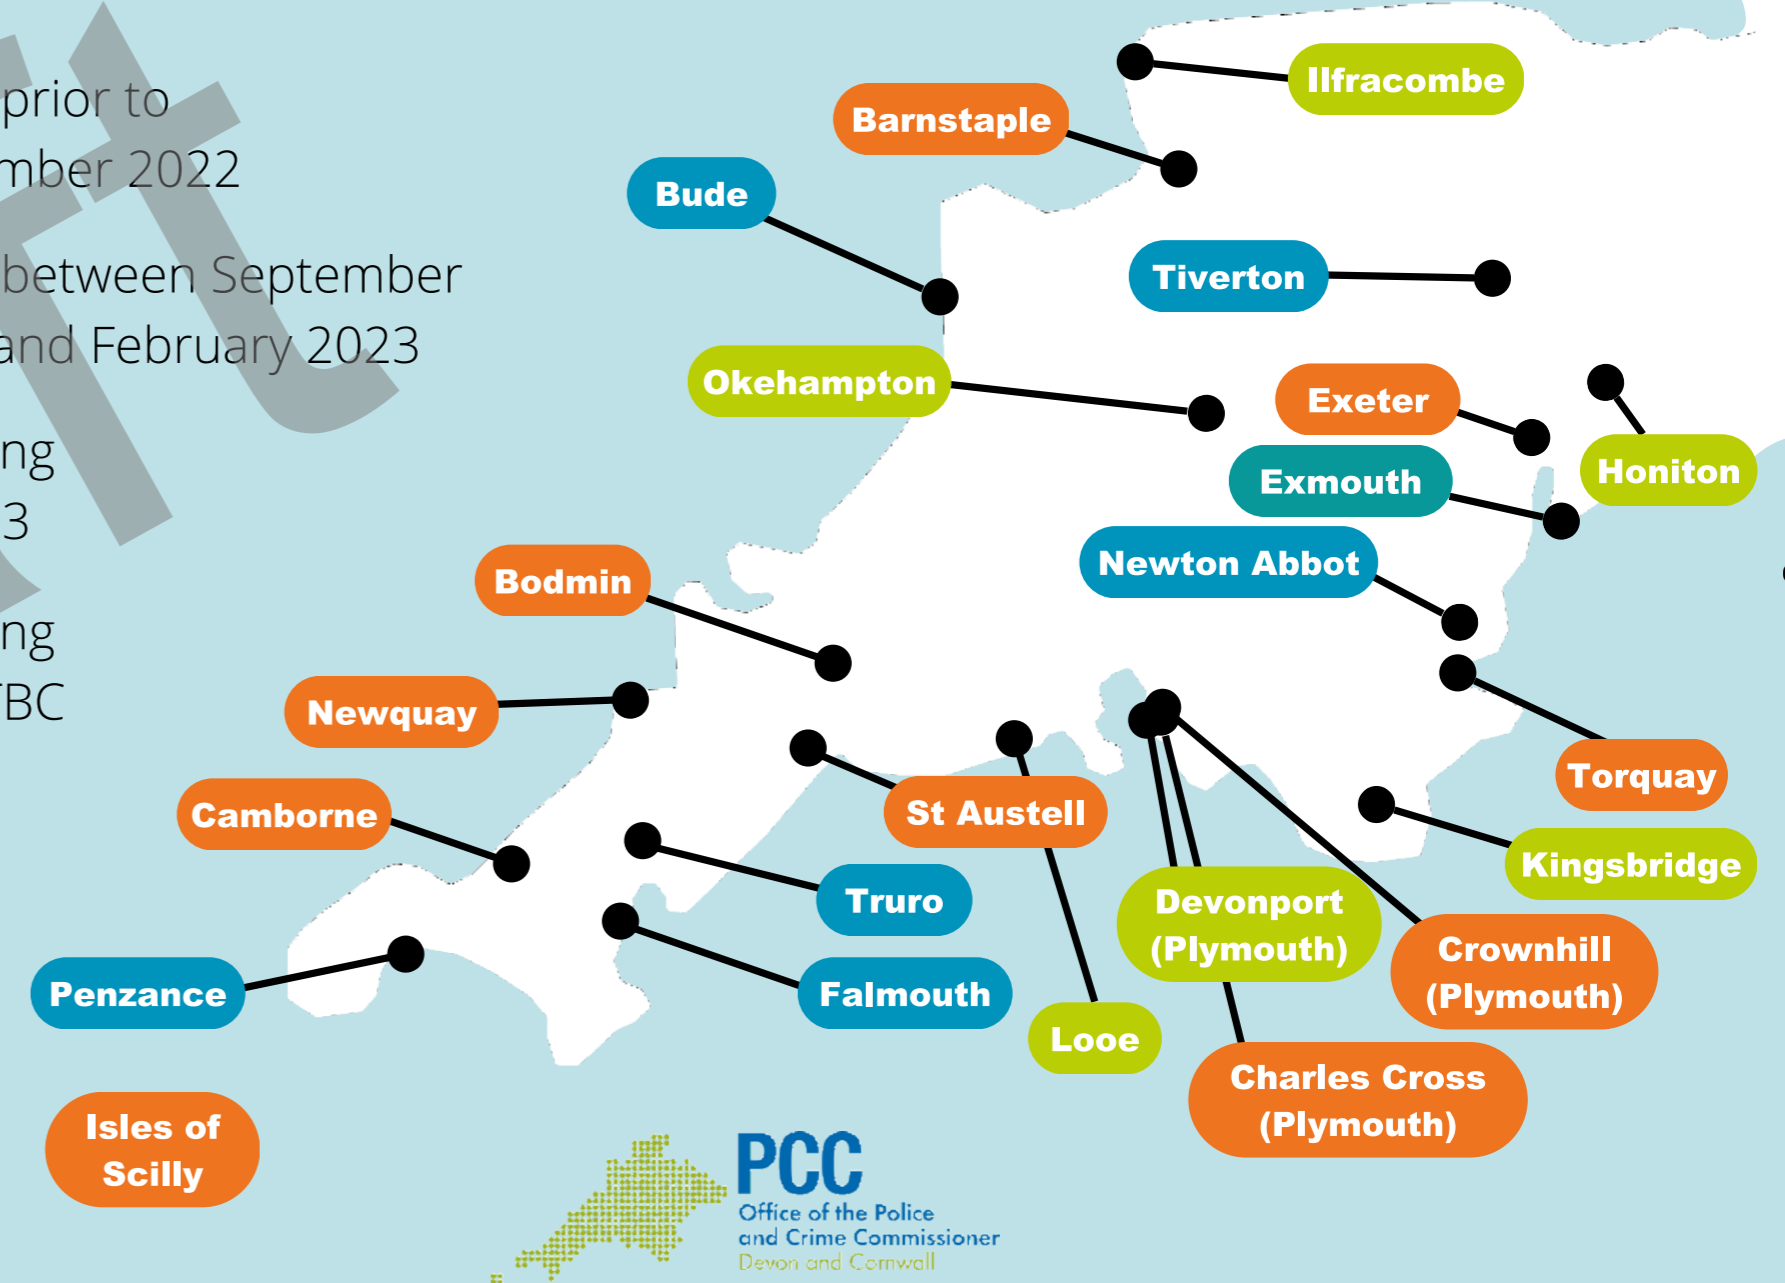 prior to
mber 2022
between September
and February 2023
ng
3
ng
TBC
Ilfracombe
Barnstaple
Bude
Tiverton
Okehampton
Exeter
Exmouth
Honiton
Newton Abbot
Bodmin
Newquay
Torquay
Camborne
St Austell
Kingsbridge
Truro
Devonport
(Plymouth)
Crownhill
(Plymouth)
Penzance
Falmouth
Looe
Charles Cross
(Plymouth)
Isles of
Scilly
PCC
Office of the Police
and Crime Commissioner
Devon and Cornwall